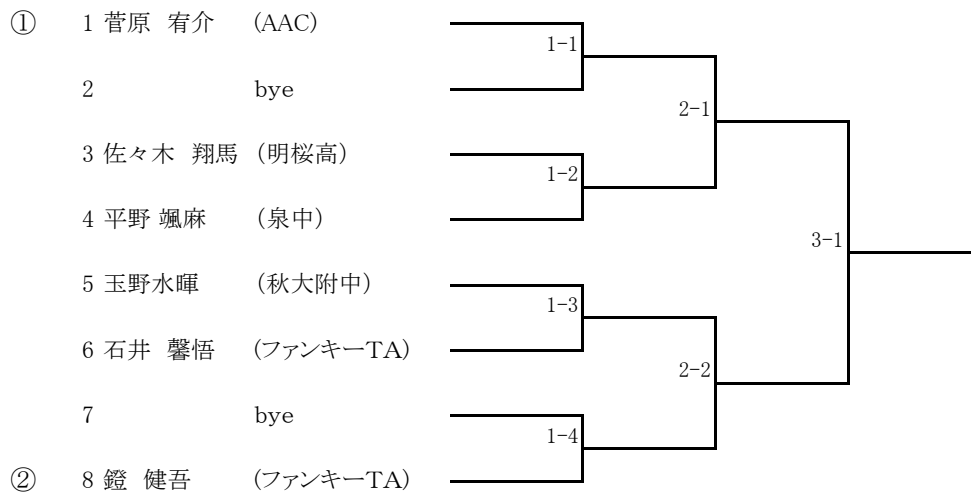 ① 1 菅原 宥介 (AAC)
1-1
2 bye
2-1
3 佐々木 翔馬 (明桜高)
1-2
4 平野 颯麻 (泉中)
3-1
5 玉野水暉 (秋大附中)
1-3
6 石井 馨悟 (ファンキーTA)
2-2
7 bye
1-4
② 8 鐙 健吾 (ファンキーTA)